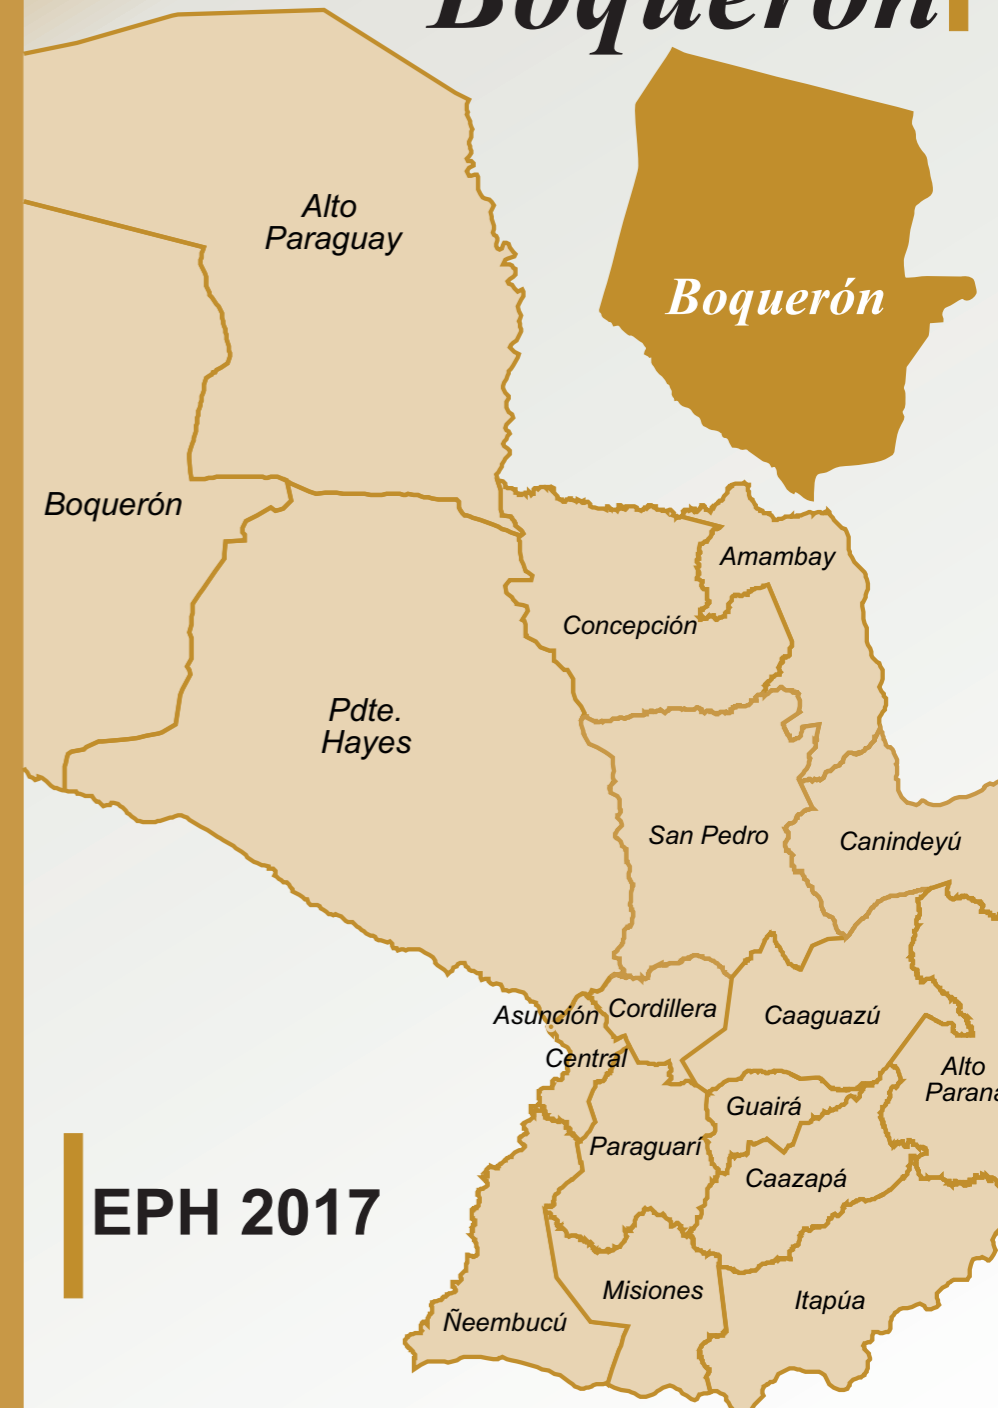 Boquerón
Alto
Paraguay
Boquerón
Boquerón
Amambay
Concepción
Pdte.
Hayes
San Pedro
Canindeyú
Asunción
Cordillera
Caaguazú
Central
Alto
Paraná
Guairá
Paraguarí
Caazapá
EPH 2017
Misiones
Itapúa
Ñeembucú